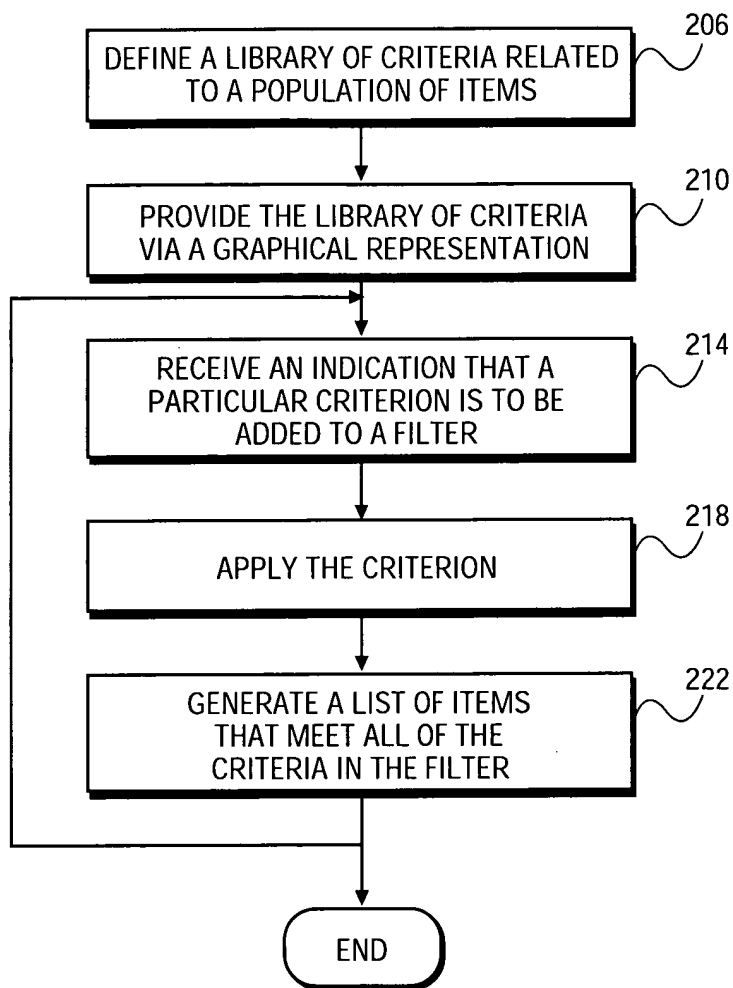 206
DEFINE A LIBRARY OF CRITERIA RELATED
TO A POPULATION OF ITEMS
210
PROVIDE THE LIBRARY OF CRITERIA
VIA A GRAPHICAL REPRESENTATION
214
RECEIVE AN INDICATION THAT A
PARTICULAR CRITERION IS TO BE
ADDED TO A FILTER
218
APPLY THE CRITERION
222
GENERATE A LIST OF ITEMS
THAT MEET ALL OF THE
CRITERIA IN THE FILTER
END